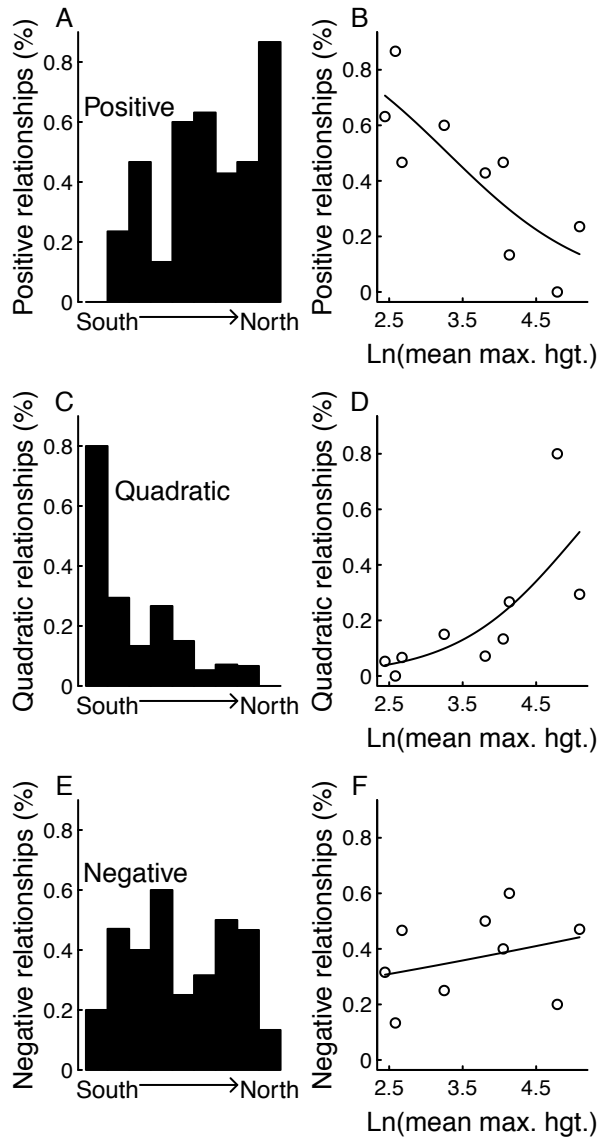 A
Positive relationships (%)
0.8
0.6
0.4
0.2
0
Positive
South
North
B
Positive relationships (%)
0.8
0.6
0.4
0.2
0
2.5 3.5 4.5
Ln(mean max. hgt.)
C
Quadratic relationships (%)
0.8
0.6
0.4
0.2
0
Quadratic
South
North
D
Quadratic relationships (%)
0.8
0.6
0.4
0.2
0
2.5 3.5 4.5
Ln(mean max. hgt.)
E
Negative relationships (%)
0.8
0.6
0.4
0.2
0
Negative
South
North
F
Negative relationships (%)
0.8
0.6
0.4
0.2
0
2.5 3.5 4.5
Ln(mean max. hgt.)